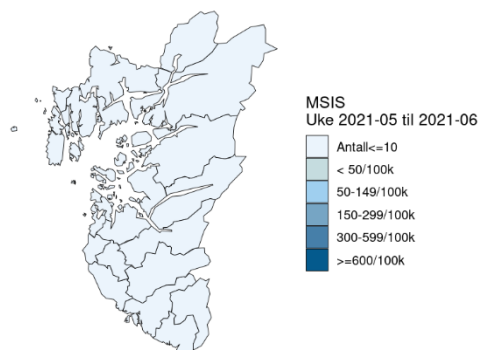 MSIS
Uke 2021-05 til 2021-06
Antall<=10
< 50/100k
50-149/100k
150-299/100k
300-599/100k
>=600/100k